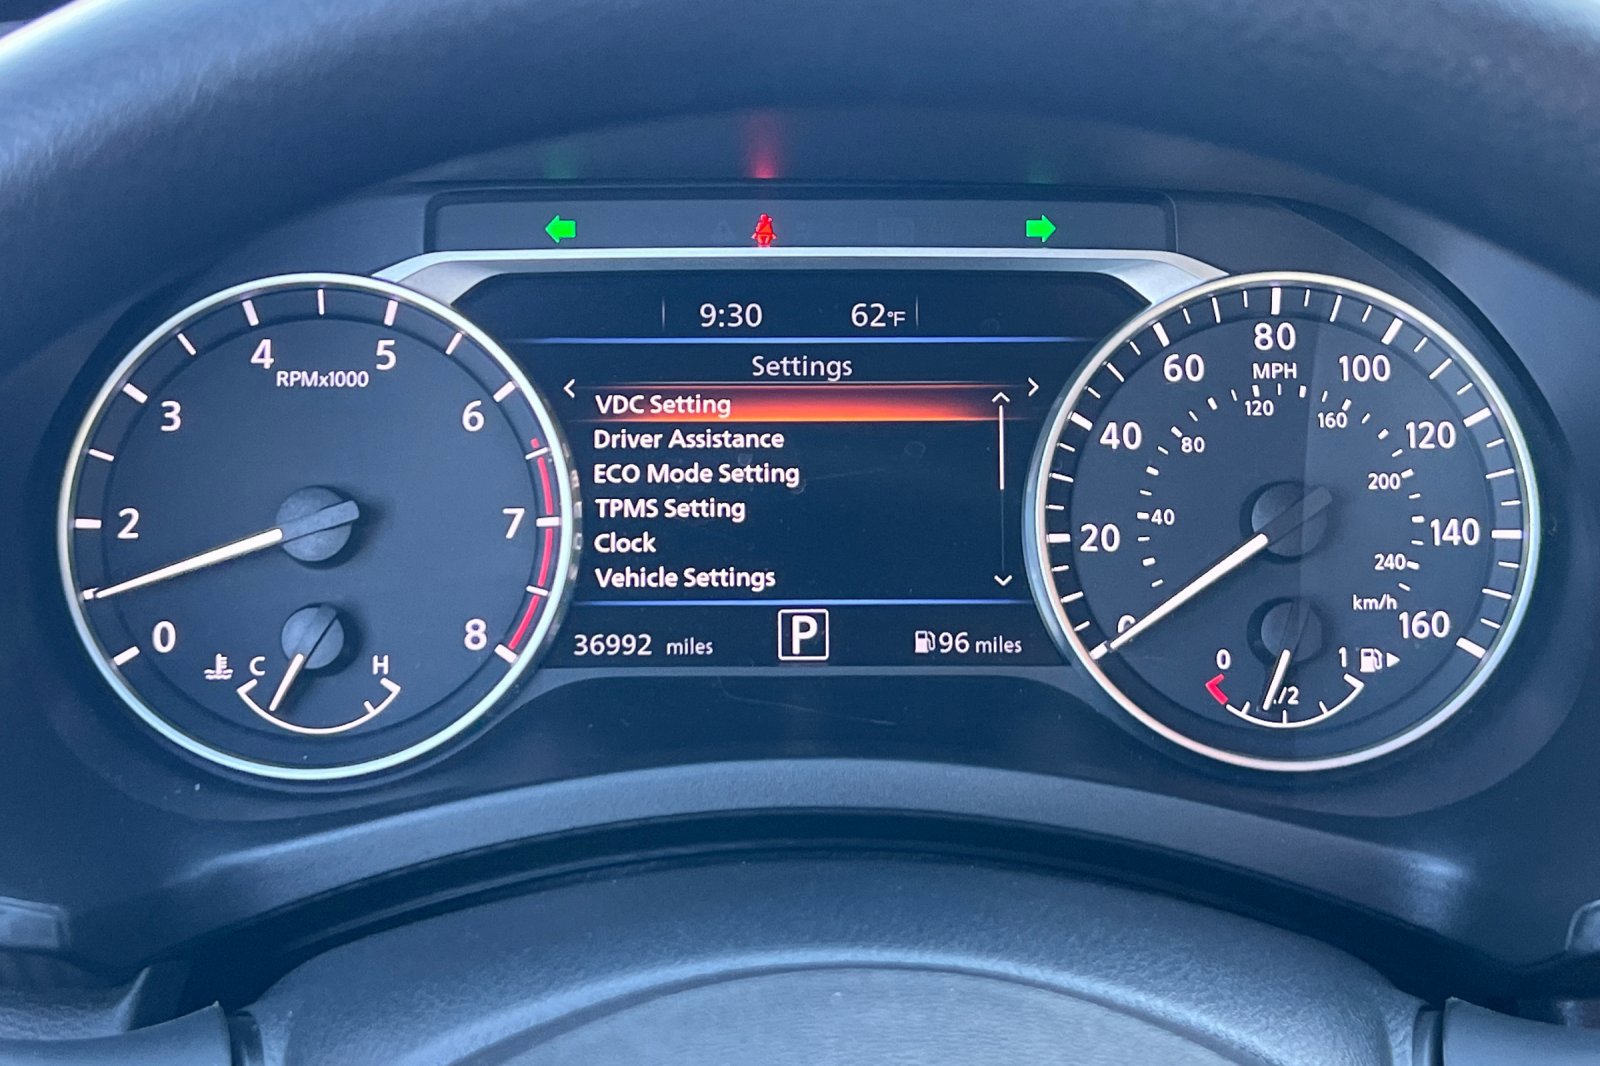 9:30 62°F
Settings
VDC Setting
Driver Assistance
ECO Mode Setting
TPMS Setting
Clock
Vehicle Settings
36992 miles
P
96 miles
0
2
3
4
5
6
7
8
RPMx1000
C
H
0
20
40
60
80
100
120
140
160
MPH
40
80
120
160
200
240
km/h
0
1/2
1